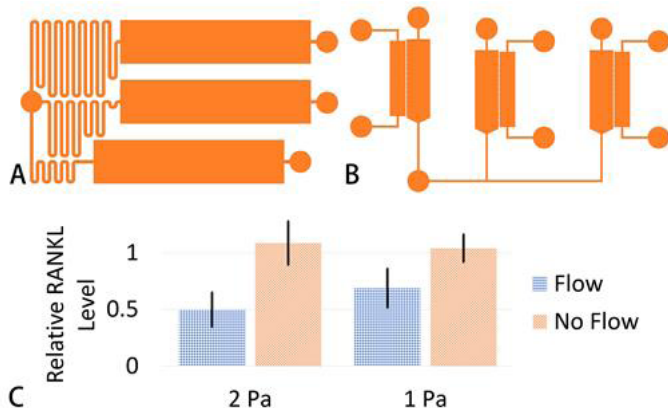 A
B
Relative RANKL
Level
1
0.5
0
Flow
No Flow
C
2 Pa
1 Pa